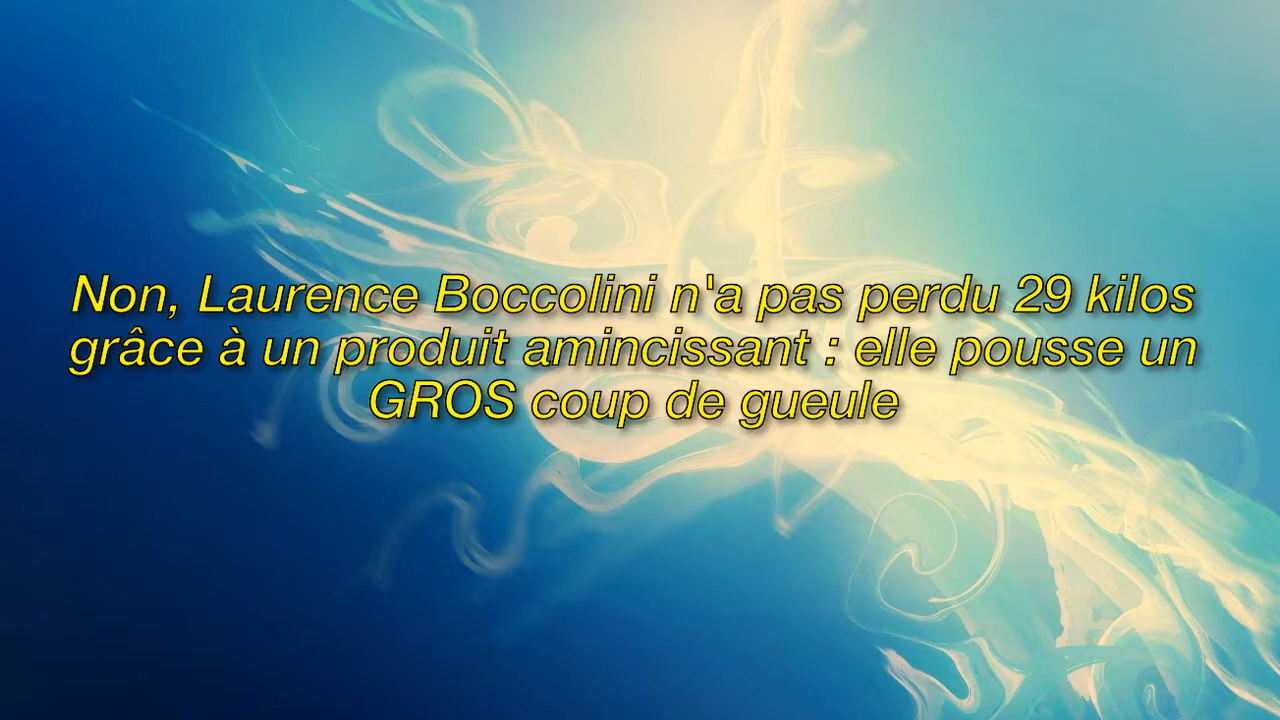 Non, Laurence Boccolini n'a pas perdu 29 kilos
grâce à un produit amincissant : elle pousse un
GROS coup de gueule